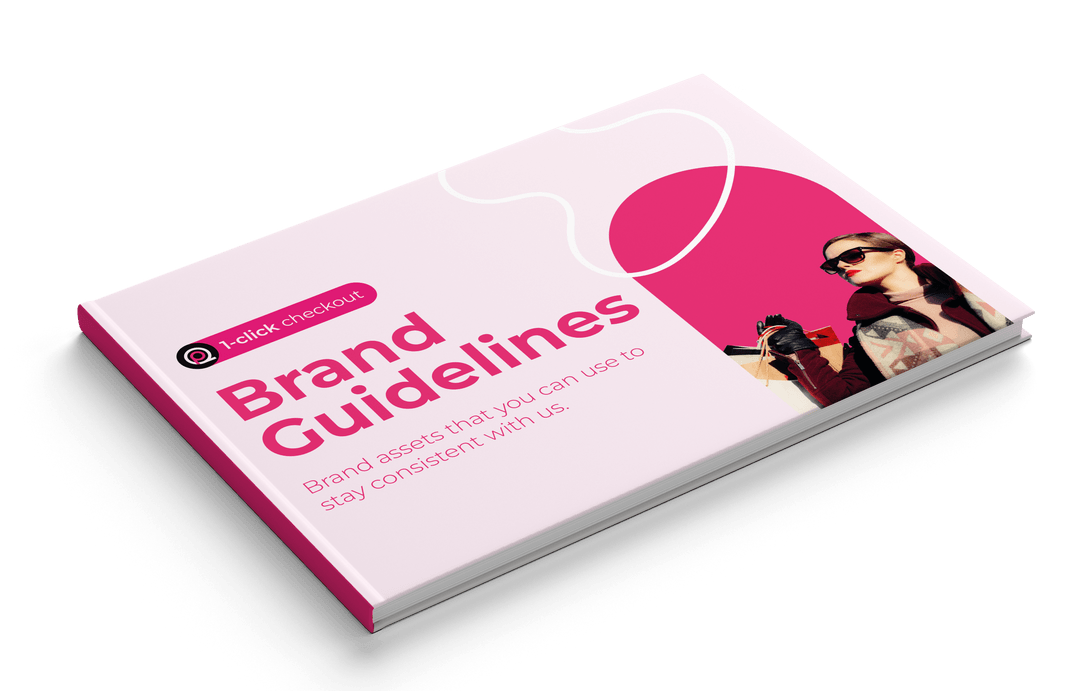 1-click checkout
Brand
Guidelines
Brand assets that you can use to
stay consistent with us.